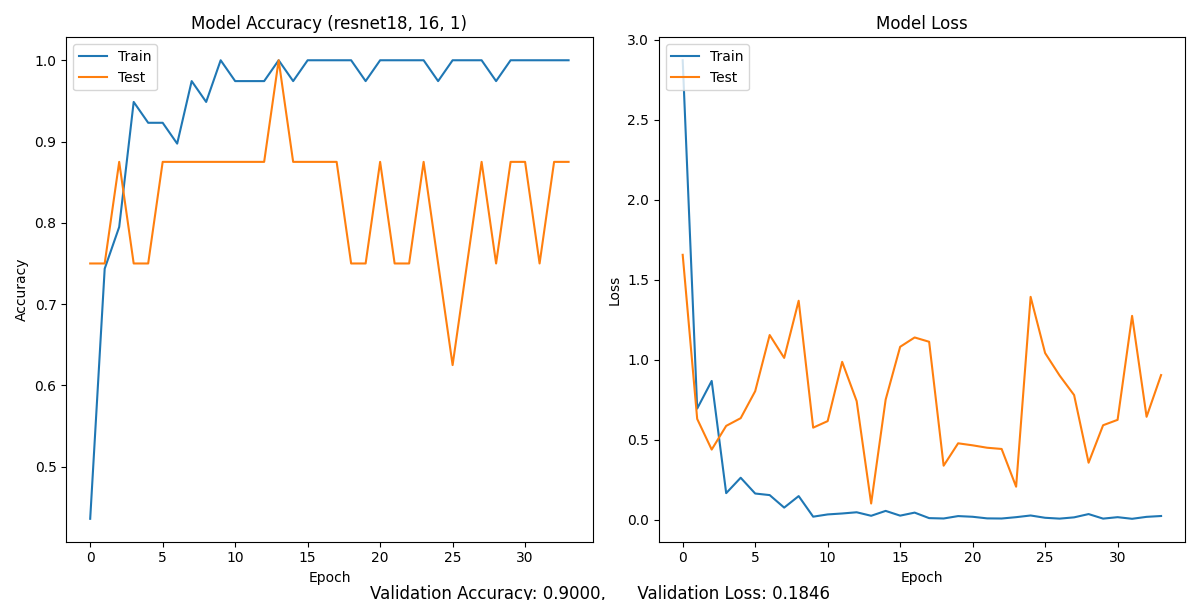 Model Accuracy (resnet18, 16, 1)
Train
Test
1.0
0.9
0.8
0.7
0.6
0.5
Accuracy
0 5 10 15 20 25 30
Epoch
Model Loss
Train
Test
3.0
2.5
2.0
1.5
1.0
0.5
0.0
Loss
0 5 10 15 20 25 30
Epoch
Validation Accuracy: 0.9000, Validation Loss: 0.1846